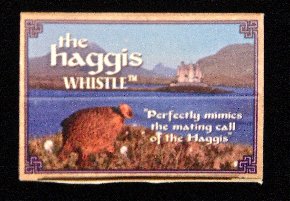 the
haggis
WHISTLE™
"Perfectly mimics
the mating call
of the Haggis"